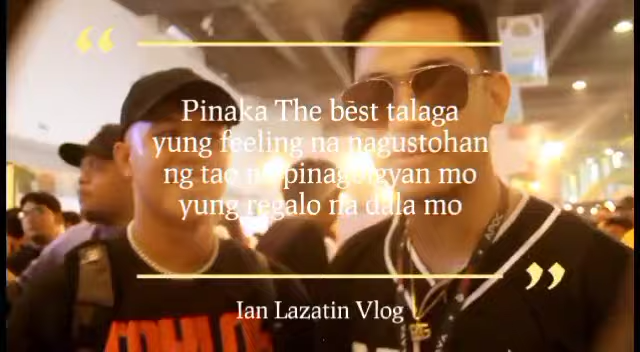 “
Pinaka The best talaga
yung feeling na nagustohan
ng tao na pinagbigyan mo
yung regalo na dala mo
”
Ian Lazatin Vlog